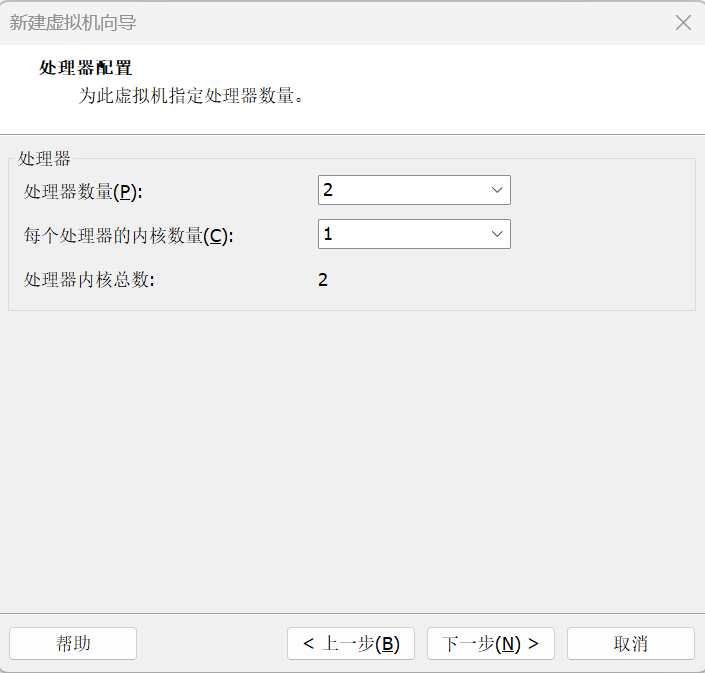 新建虚拟机向导
处理器配置
为此虚拟机指定处理器数量。
处理器
处理器数量(P): 2
每个处理器的内核数量(C): 1
处理器内核总数: 2
帮助 < 上一步(B) 下一步(N) > 取消